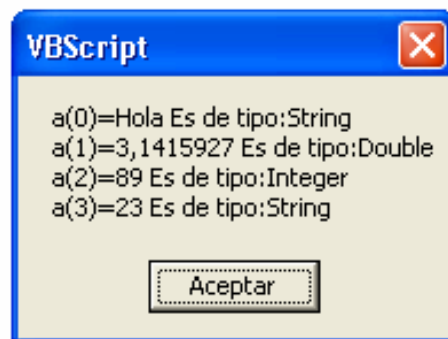 VBScript
a(0)=Hola Es de tipo:String
a(1)=3,1415927 Es de tipo:Double
a(2)=89 Es de tipo:Integer
a(3)=23 Es de tipo:String
Aceptar